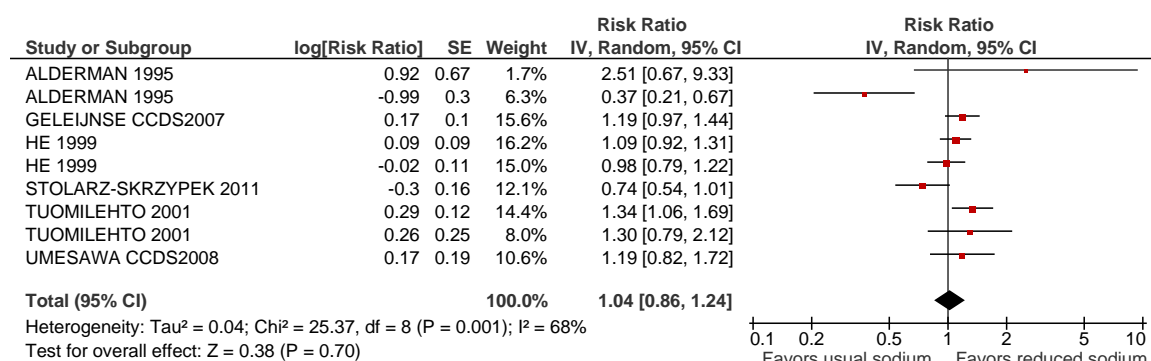 Risk Ratio Risk Ratio
Study or Subgroup log[Risk Ratio] SE Weight IV, Random, 95% CI IV, Random, 95% CI
ALDERMAN 1995 0.92 0.67 1.7% 2.51 [0.67, 9.33]
ALDERMAN 1995 -0.99 0.3 6.3% 0.37 [0.21, 0.67]
GELEIJNSE CCDS2007 0.17 0.1 15.6% 1.19 [0.97, 1.44]
HE 1999 0.09 0.09 16.2% 1.09 [0.92, 1.31]
HE 1999 -0.02 0.11 15.0% 0.98 [0.79, 1.22]
STOLARZ-SKRZYPEK 2011 -0.3 0.16 12.1% 0.74 [0.54, 1.01]
TUOMILEHTO 2001 0.29 0.12 14.4% 1.34 [1.06, 1.69]
TUOMILEHTO 2001 0.26 0.25 8.0% 1.30 [0.79, 2.12]
UMESAWA CCDS2008 0.17 0.19 10.6% 1.19 [0.82, 1.72]
Total (95% CI) 100.0% 1.04 [0.86, 1.24]
Heterogeneity: Tau² = 0.04; Chi² = 25.37, df = 8 (P = 0.001); I² = 68%
Test for overall effect: Z = 0.38 (P = 0.70)
0.1 0.2 0.5 1 2 5 10
Favors usual sodium Favors reduced sodium